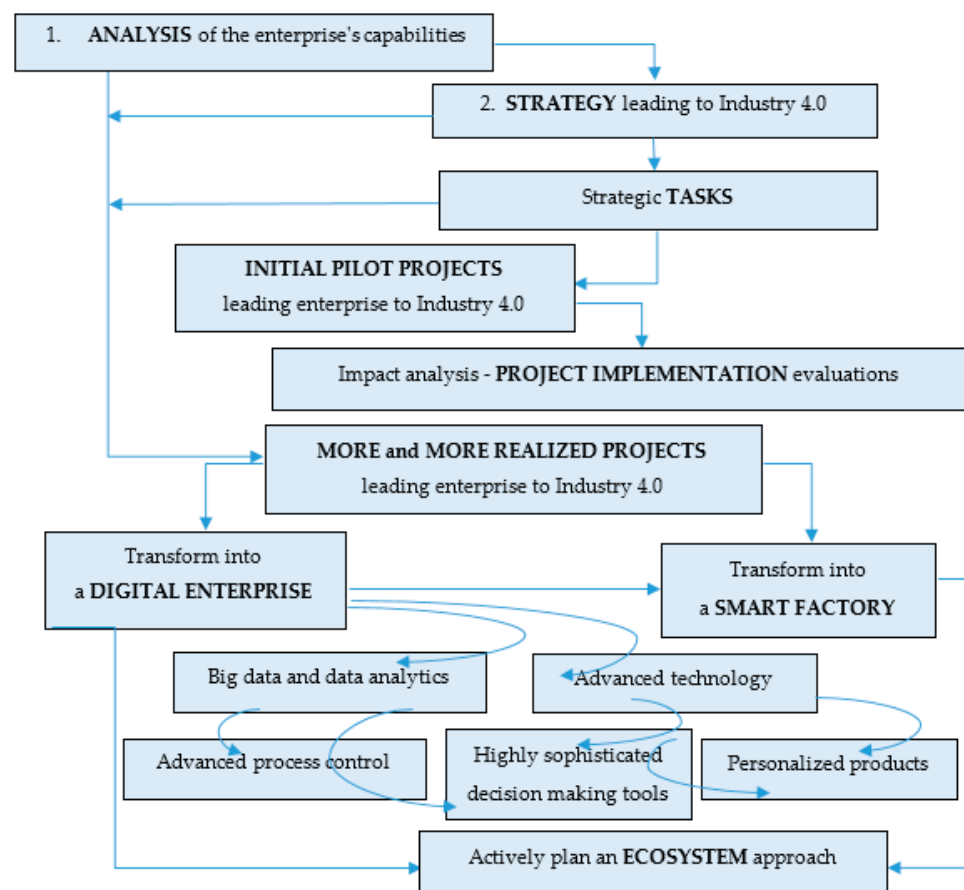 1. ANALYSIS of the enterprise's capabilities
2. STRATEGY leading to Industry 4.0
Strategic TASKS
INITIAL PILOT PROJECTS
leading enterprise to Industry 4.0
Impact analysis - PROJECT IMPLEMENTATION evaluations
MORE and MORE REALIZED PROJECTS
leading enterprise to Industry 4.0
Transform into
a DIGITAL ENTERPRISE
Transform into
a SMART FACTORY
Big data and data analytics
Advanced technology
Advanced process control
Highly sophisticated
decision making tools
Personalized products
Actively plan an ECOSYSTEM approach